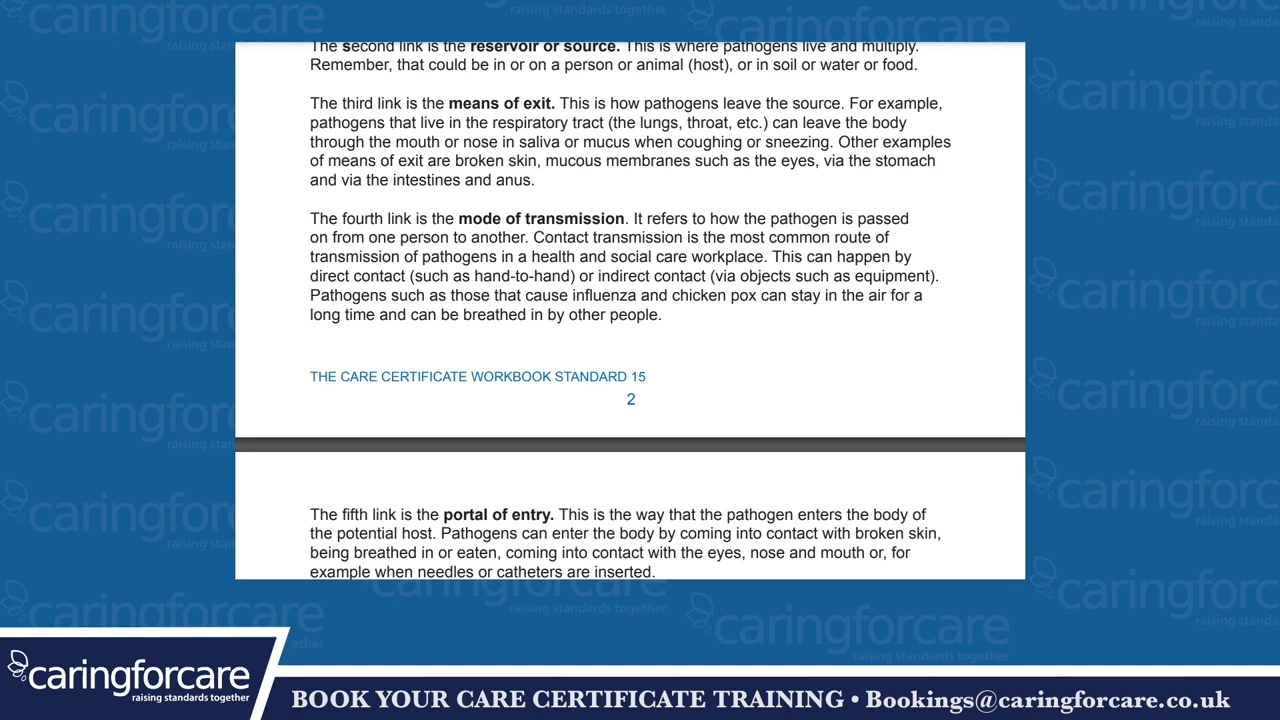 The second link is the reservoir or source. This is where pathogens live and multiply.
Remember, that could be in or on a person or animal (host), or in soil or water or food.
The third link is the means of exit. This is how pathogens leave the source. For example,
pathogens that live in the respiratory tract (the lungs, throat, etc.) can leave the body
through the mouth or nose in saliva or mucus when coughing or sneezing. Other examples
of means of exit are broken skin, mucous membranes such as the eyes, via the stomach
and via the intestines and anus.
The fourth link is the mode of transmission. It refers to how the pathogen is passed
on from one person to another. Contact transmission is the most common route of
transmission of pathogens in a health and social care workplace. This can happen by
direct contact (such as hand-to-hand) or indirect contact (via objects such as equipment).
Pathogens such as those that cause influenza and chicken pox can stay in the air for a
long time and can be breathed in by other people.
THE CARE CERTIFICATE WORKBOOK STANDARD 15
2
The fifth link is the portal of entry. This is the way that the pathogen enters the body of
the potential host. Pathogens can enter the body by coming into contact with broken skin,
being breathed in or eaten, coming into contact with the eyes, nose and mouth or, for
example when needles or catheters are inserted.
caringforcare
raising standards together
BOOK YOUR CARE CERTIFICATE TRAINING • Bookings@caringforcare.co.uk